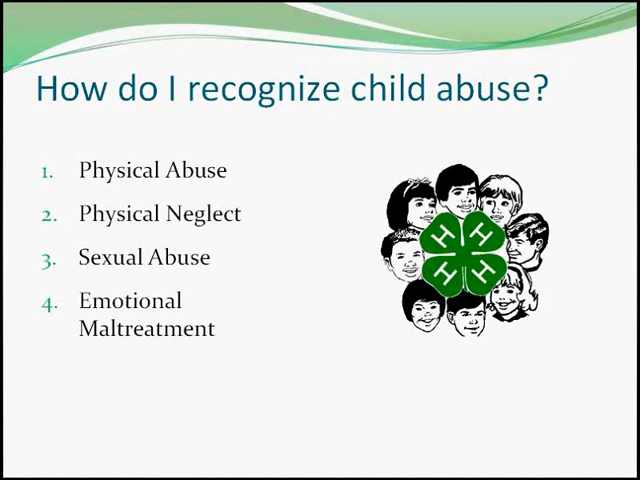 How do I recognize child abuse?
1. Physical Abuse
2. Physical Neglect
3. Sexual Abuse
4. Emotional
Maltreatment
H H
H H